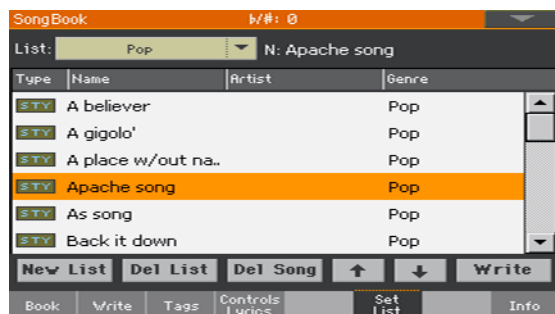 SongBook ♭/#: 0
List: Pop N: Apache song
Type Name Artist Genre
STY A believer Pop
STY A gigolo' Pop
STY A place w/out na.. Pop
STY Apache song Pop
STY As song Pop
STY Back it down Pop
New List Del List Del Song ↑ ↓ Write
Book Write Tags Controls Lyrics Set List Info